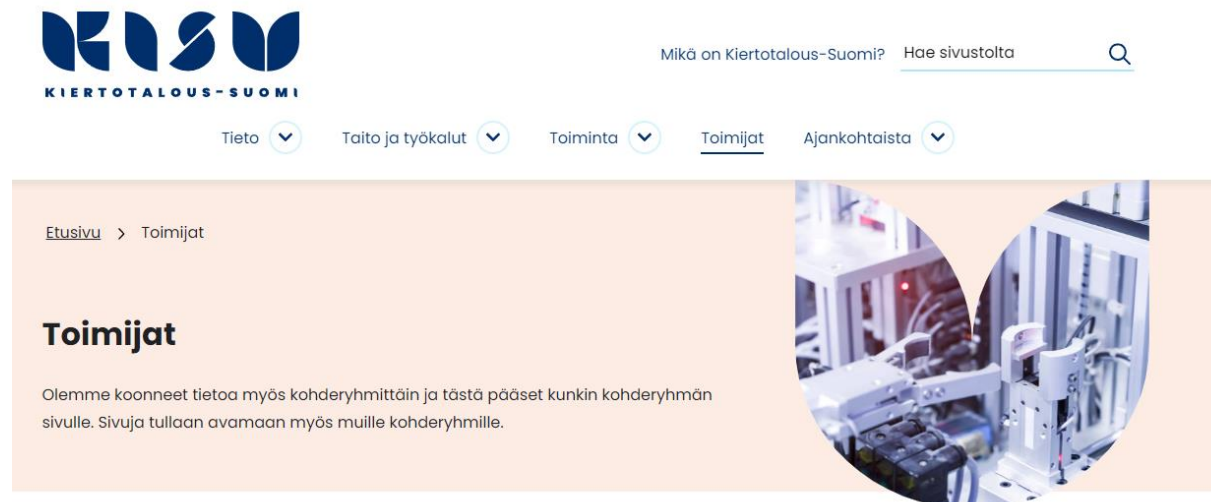 KISU
KIERTOTALOUS-SUOMI
Mikä on Kiertotalous-Suomi?
Hae sivustolta
Tieto
Taito ja työkalut
Toiminta
Toimijat
Ajankohtaista
Etusivu > Toimijat
Toimijat
Olemme koonneet tietoa myös kohderyhmittäin ja tästä pääset kunkin kohderyhmän
sivulle. Sivuja tullaan avamaan myös muille kohderyhmille.